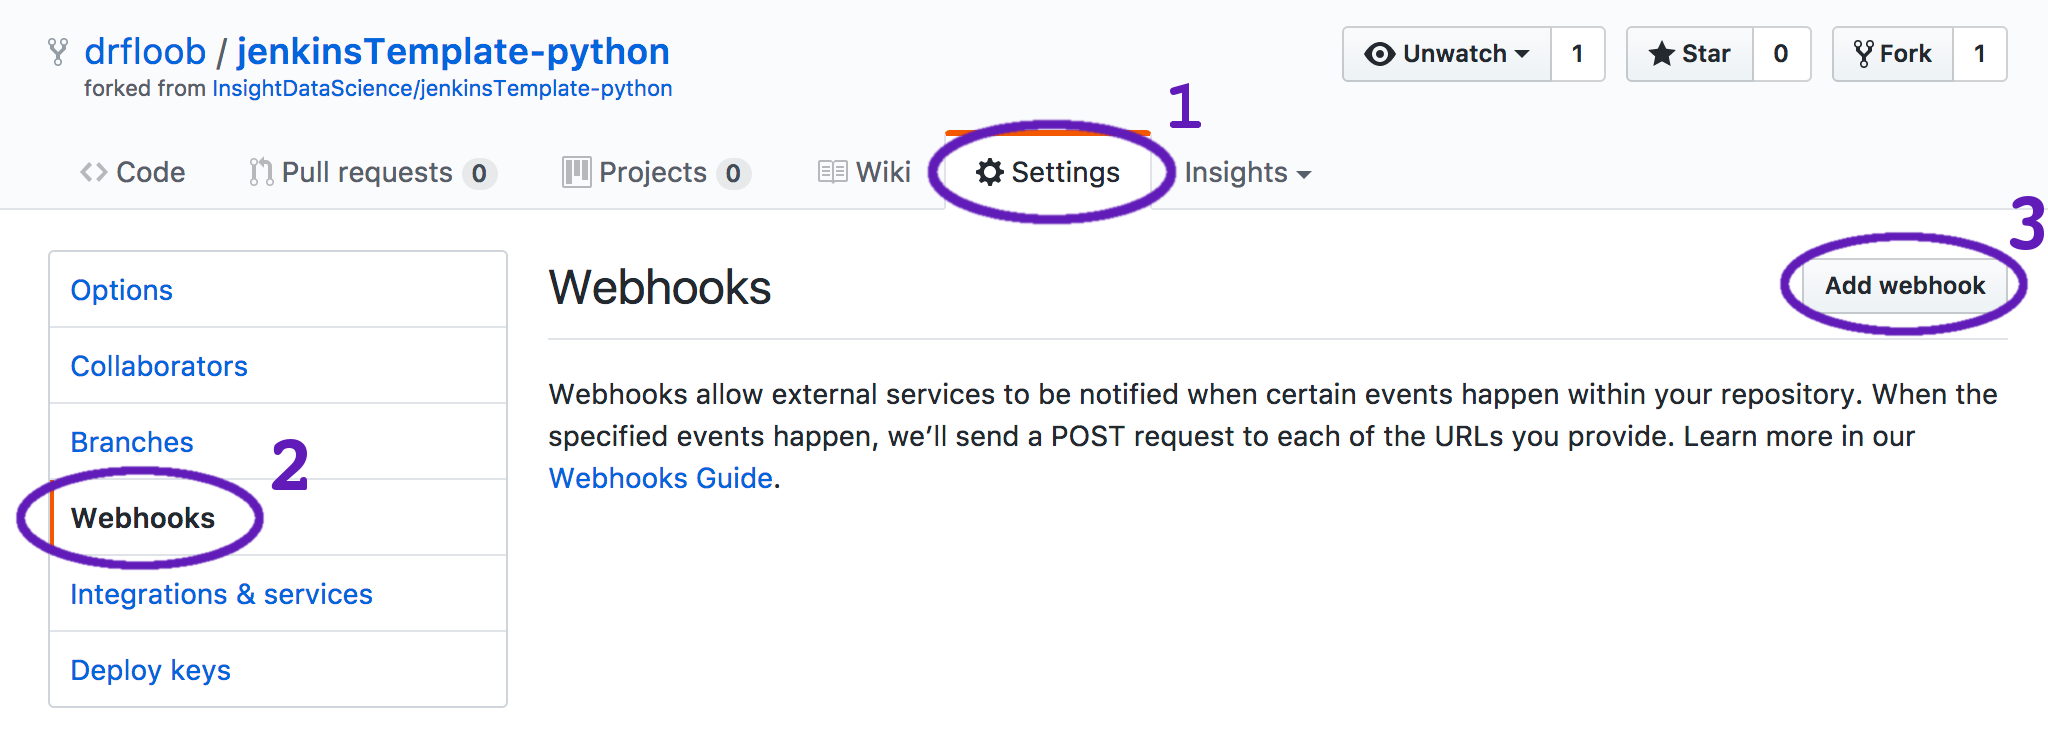 drfloob / jenkinsTemplate-python
Unwatch 1 Star 0 Fork 1
forked from InsightDataScience/jenkinsTemplate-python
1
Code Pull requests 0 Projects 0 Wiki Settings Insights
3
Options
Collaborators
Branches
2
Webhooks
Integrations & services
Deploy keys
Webhooks
Add webhook
Webhooks allow external services to be notified when certain events happen within your repository. When the
specified events happen, we’ll send a POST request to each of the URLs you provide. Learn more in our
Webhooks Guide.